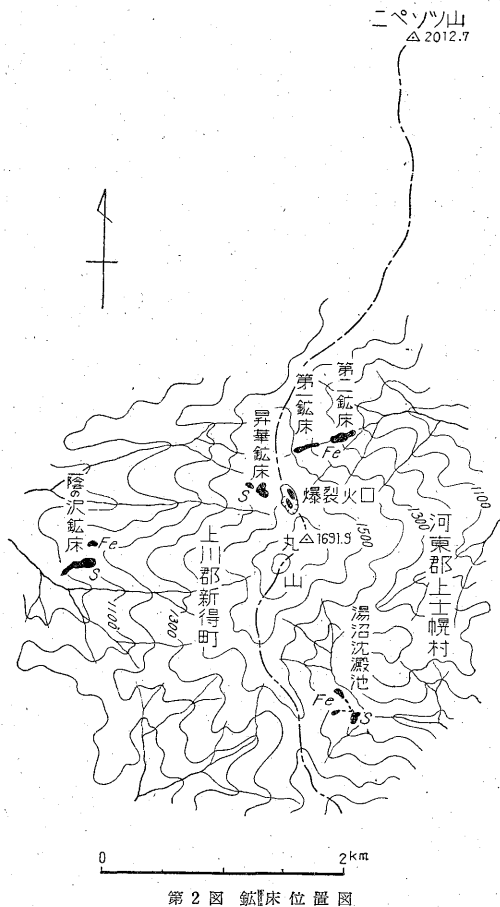 ニペソツ山
△ 2012.7
第二鉱床
第一鉱床
Fe
昇華鉱床
S
爆裂火口
陰の沢鉱床
Fe
S
△1691.9
丸山
1500
1300
1100
河東郡上士幌村
上川郡新得町
1100
1300
湯沼沈澱池
Fe
S
0 2km
第2図 鉱床位置図